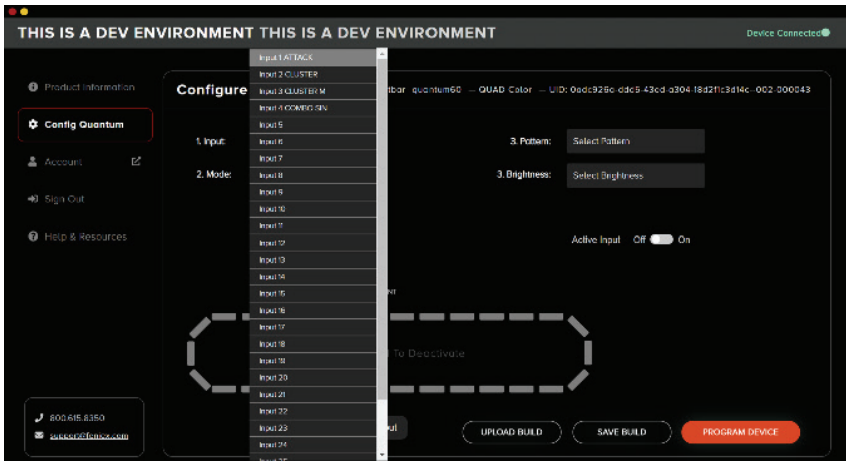 THIS IS A DEV ENVIRONMENT THIS IS A DEV ENVIRONMENT
Device Connected
Product Information
Config Quantum
Account
Sign Out
Help & Resources
800.615.8350
support@feniex.com
Configure
quantum60 - QUAD Color - UID:
1. Input:
2. Mode:
3. Pattern:
Select Pattern
3. Brightness:
Select Brightness
Active Input Off On
To Deactivate
UPLOAD BUILD
SAVE BUILD
PROGRAM DEVICE
Input 1 ATTACK
Input 2 CLUSTER
Input 3 CLUSTER M
Input 4 COMBO SIN
Input 5
Input 6
Input 7
Input 8
Input 9
Input 10
Input 11
Input 12
Input 13
Input 14
Input 15
Input 16
Input 17
Input 18
Input 19
Input 20
Input 21
Input 22
Input 23
Input 24